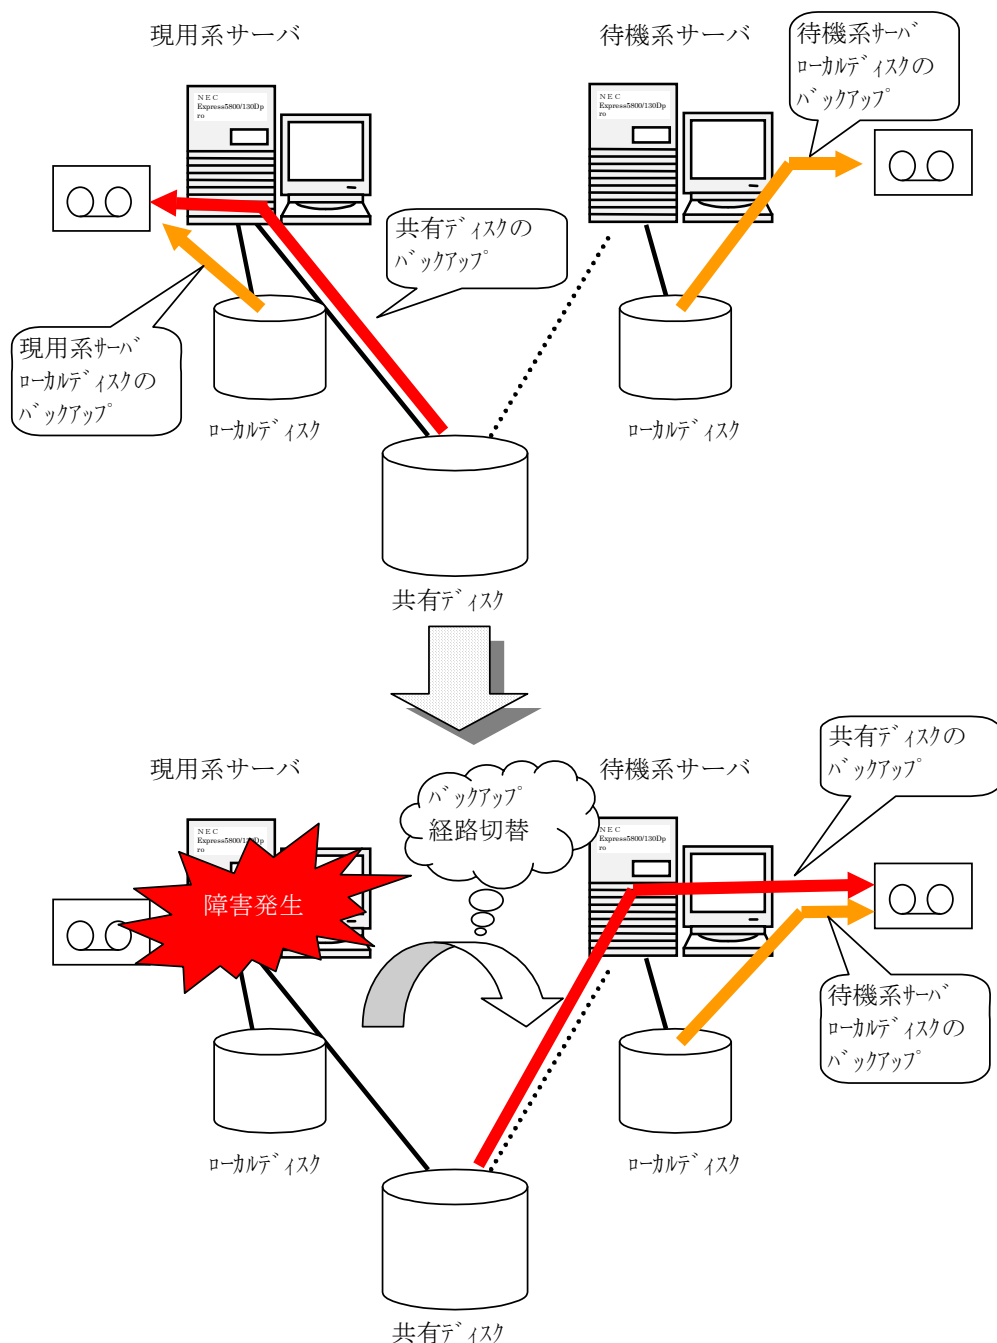 現用系サーバ
待機系サーバ
待機系ｻｰﾊﾞ
ﾛｰｶﾙﾃﾞｨｽｸの
ﾊﾞｯｸｱｯﾌﾟ
NEC
Express5800/130Dp
ro
NEC
Express5800/130Dp
ro
共有ﾃﾞｨｽｸの
ﾊﾞｯｸｱｯﾌﾟ
現用系ｻｰﾊﾞ
ﾛｰｶﾙﾃﾞｨｽｸの
ﾊﾞｯｸｱｯﾌﾟ
ﾛｰｶﾙﾃﾞｨｽｸ
ﾛｰｶﾙﾃﾞｨｽｸ
共有ﾃﾞｨｽｸ
現用系サーバ
待機系サーバ
共有ﾃﾞｨｽｸの
ﾊﾞｯｸｱｯﾌﾟ
ﾊﾞｯｸｱｯﾌﾟ
経路切替
NEC
Express5800/130Dp
ro
NEC
Express5800/130Dp
ro
障害発生
待機系ｻｰﾊﾞ
ﾛｰｶﾙﾃﾞｨｽｸの
ﾊﾞｯｸｱｯﾌﾟ
ﾛｰｶﾙﾃﾞｨｽｸ
ﾛｰｶﾙﾃﾞｨｽｸ
共有ﾃﾞｨｽｸ